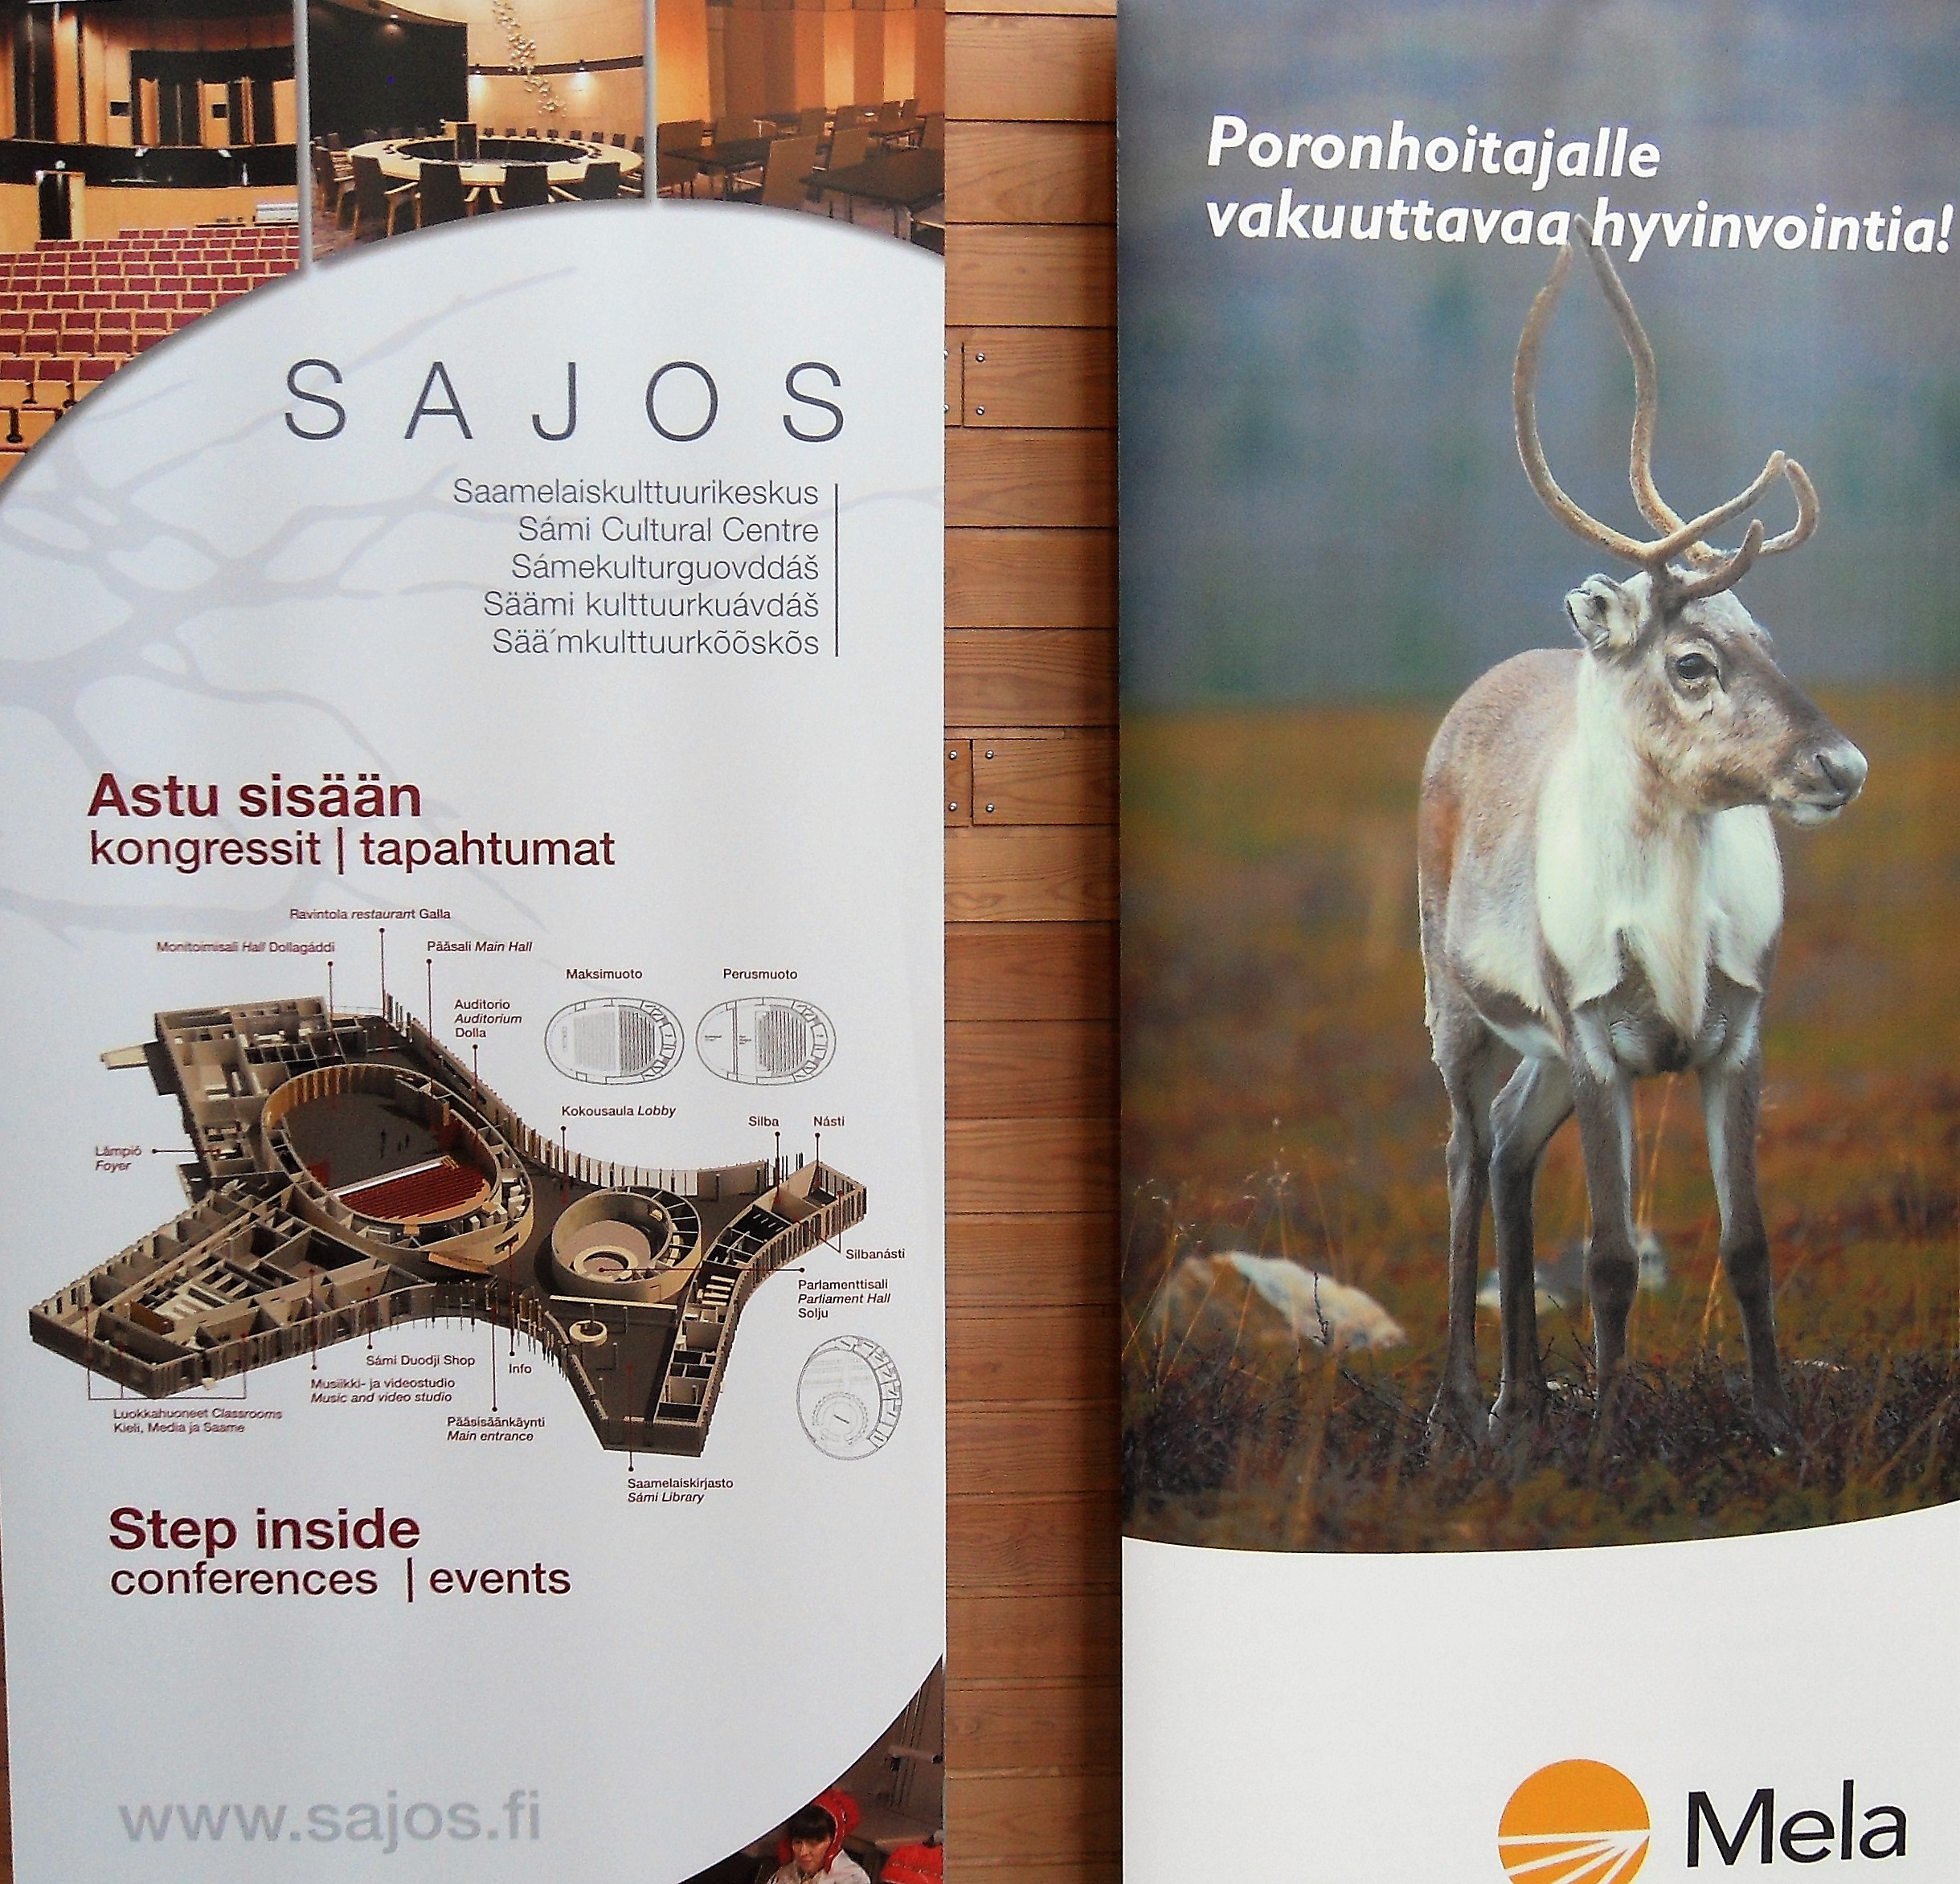 SAJOS
Saamelaiskulttuurikeskus
Sámi Cultural Centre
Sámekulturguovddáš
Säämi kulttuurkuávdáš
Sää´mkulttuurkõõskõs
Astu sisään
kongressit | tapahtumat
Ravintola restaurant Galla
Monitoimisali Hall Dollagáddi
Pääsali Main Hall
Maksimuoto
Perusmuoto
Auditorio
Auditorium
Dolla
Kokousaula Lobby
Silba
Násti
Lämpiö
Foyer
Silbanásti
Parlamenttisali
Parliament Hall
Solju
Sámi Duodji Shop
Info
Musiikki- ja videostudio
Music and video studio
Luokkahuoneet Classrooms
Kieli, Media ja Saame
Pääsisäänkäynti
Main entrance
Saamelaiskirjasto
Sámi Library
Step inside
conferences | events
www.sajos.fi
Poronhoitajalle
vakuuttavaa hyvinvointia!
Mela